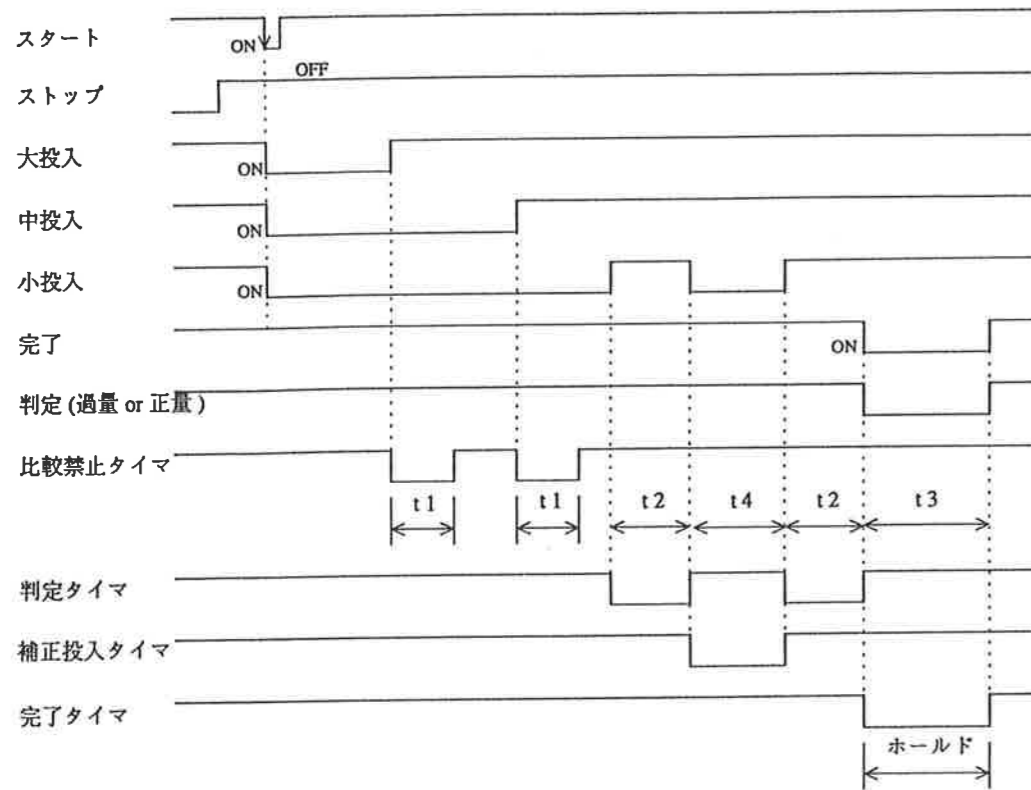 スタート
ON
OFF
ストップ
大投入
ON
中投入
ON
小投入
ON
完了
ON
判定 (過量 or 正量 )
比較禁止タイマ
t1
t1
t2
t4
t2
t3
判定タイマ
補正投入タイマ
完了タイマ
ホールド